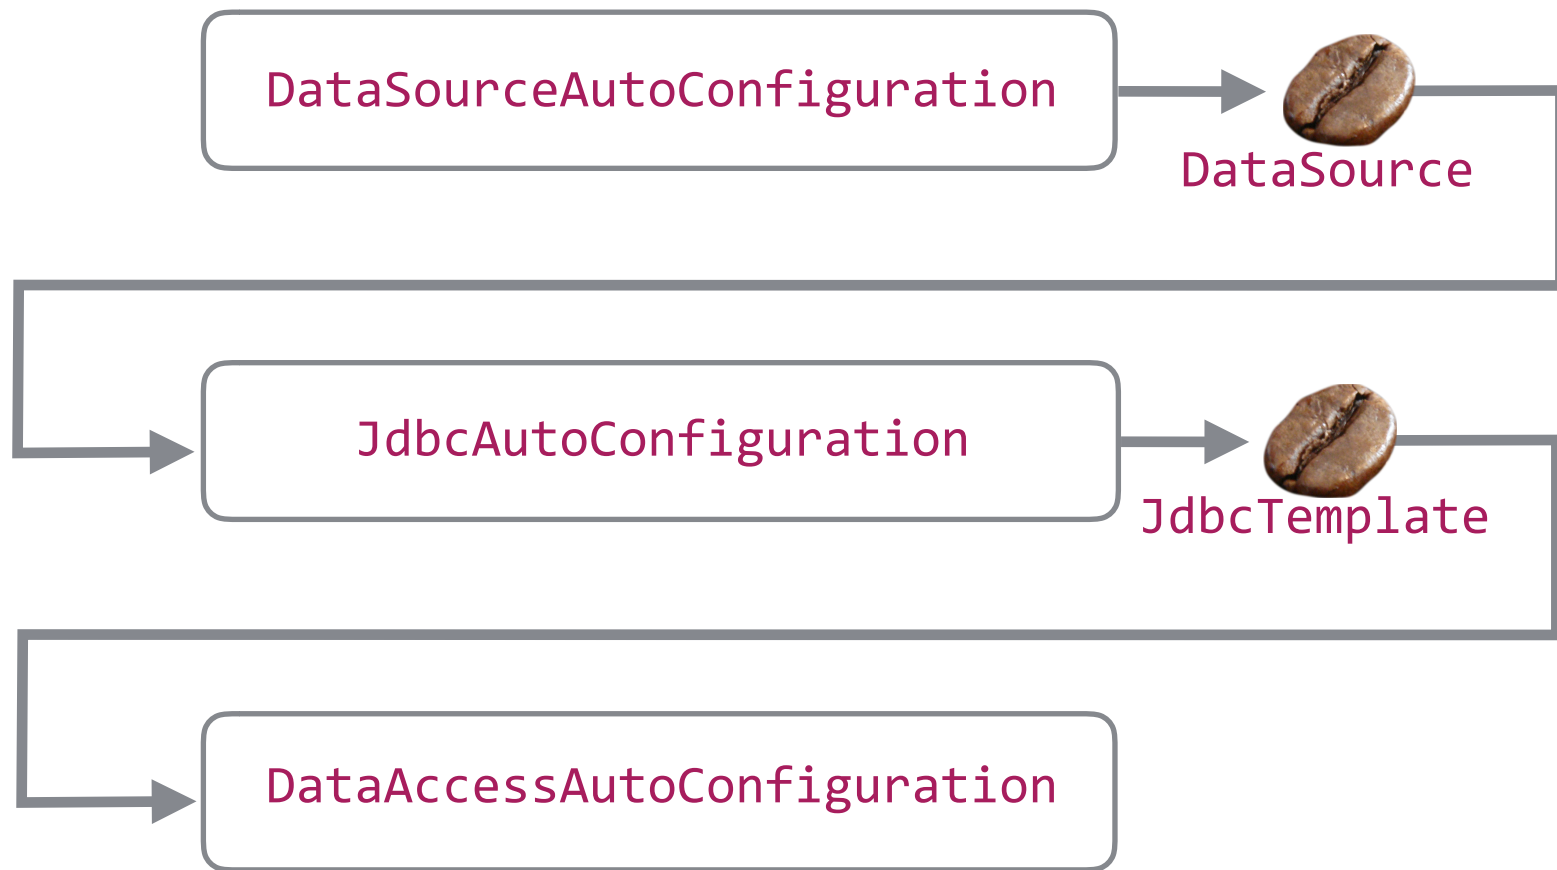 DataSourceAutoConfiguration
DataSource
JdbcAutoConfiguration
JdbcTemplate
DataAccessAutoConfiguration